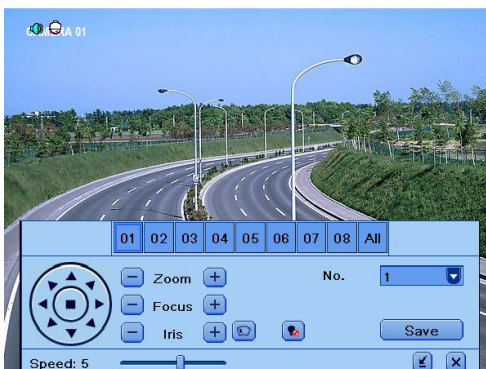 CAMERA 01
01 02 03 04 05 06 07 08 All
Zoom No. 1
Focus
Iris Save
Speed: 5